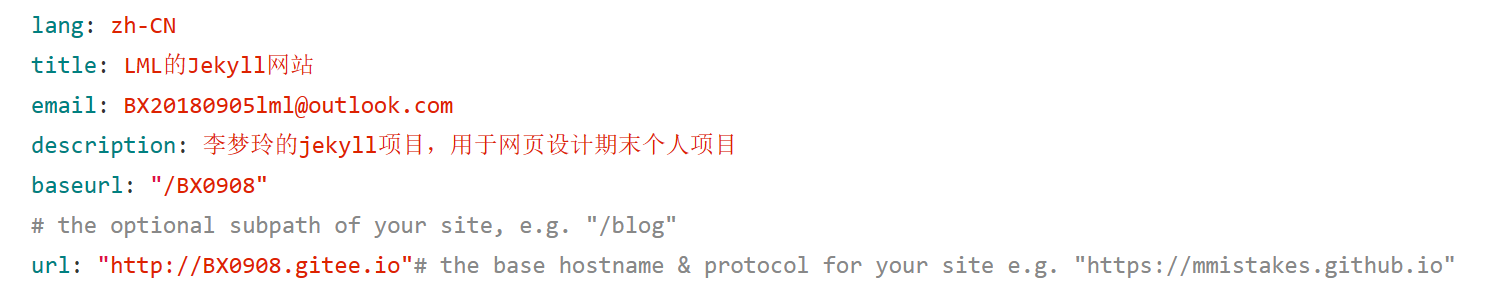 lang: zh-CN
title: LML的Jekyll网站
email: BX20180905lml@outlook.com
description: 李梦玲的jekyll项目，用于网页设计期末个人项目
baseurl: "/BX0908"
# the optional subpath of your site, e.g. "/blog"
url: "http://BX0908.gitee.io"# the base hostname & protocol for your site e.g. "https://mmistakes.github.io"